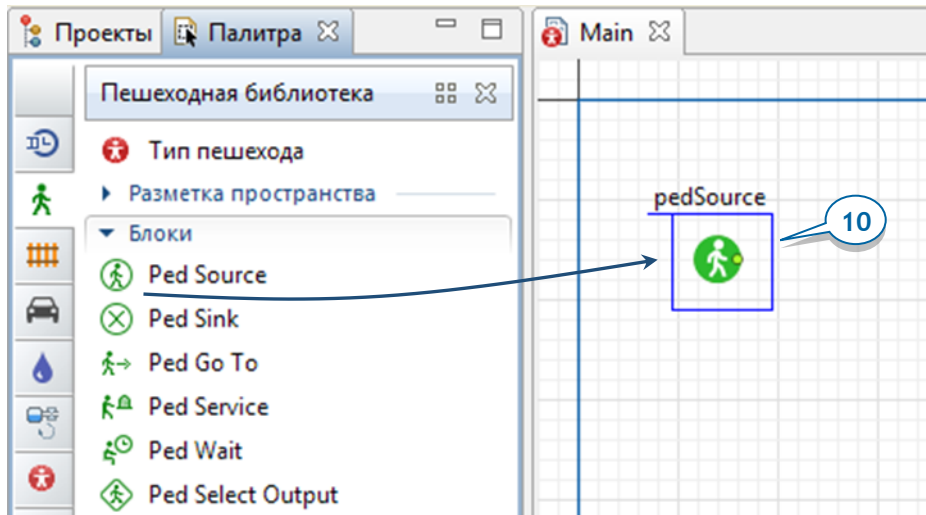 Проекты
Палитра
Main
Пешеходная библиотека
Тип пешехода
Разметка пространства
Блоки
Ped Source
Ped Sink
Ped Go To
Ped Service
Ped Wait
Ped Select Output
pedSource
10